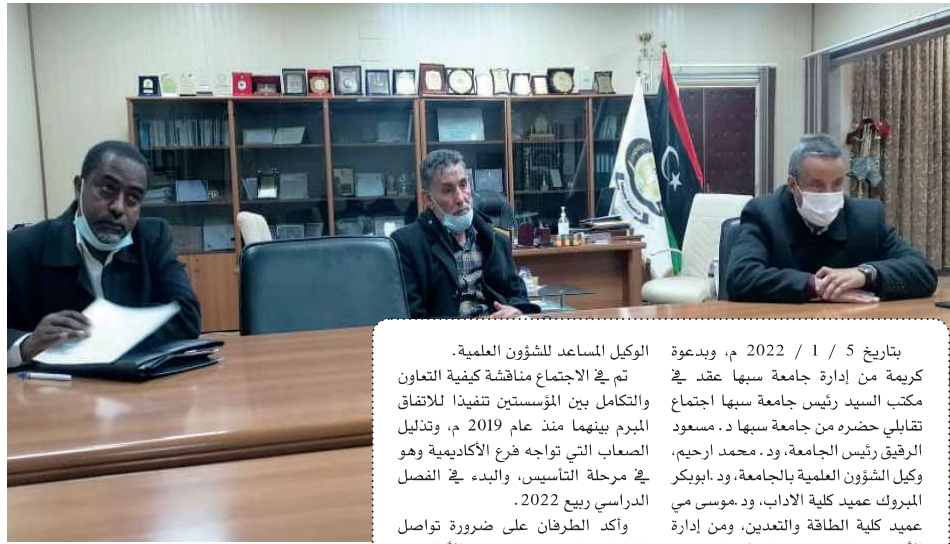 بتاريخ 5 / 1 / 2022 م، وبدعوة
كريمة من إدارة جامعة سبها عقد في
مكتب السيد رئيس جامعة سبها اجتماع
تقابلي حضره من جامعة سبها د. مسعود
الرقيق رئيس الجامعة، ود. محمد ارحيم،
وكيل الشؤون العلمية بالجامعة، ود.ابوبكر
المبروك عميد كلية الاداب، ود.موسى مي
عميد كلية الطاقة والتعدين، ومن إدارة
الوكيل المساعد للشؤون العلمية.
تم في الاجتماع مناقشة كيفية التعاون
والتكامل بين المؤسستين تنفيذا للاتفاق
المبرم بينهما منذ عام 2019 م، وتذليل
الصعاب التي تواجه فرع الأكاديمية وهو
في مرحلة التأسيس، والبدء في الفصل
الدراسي ربيع 2022.
وأكد الطرفان على ضرورة تواصل